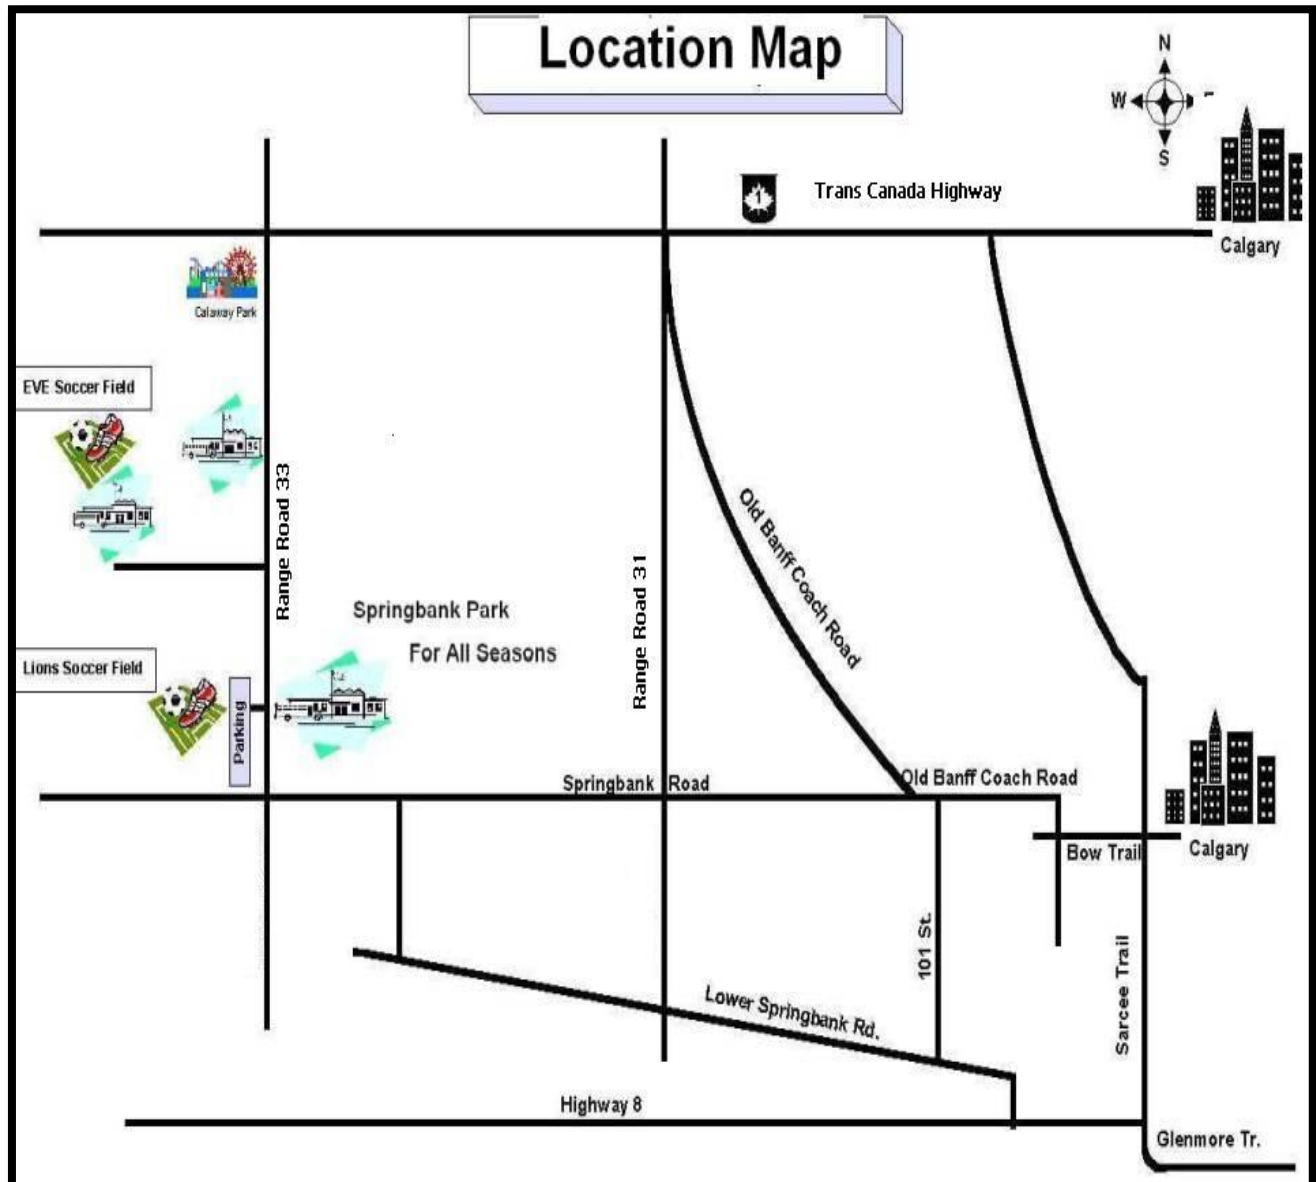 Location Map
N
W
S
1
Trans Canada Highway
Calgary
Calaway Park
EVE Soccer Field
Range Road 33
Range Road 31
Old Banff Coach Road
Springbank Park
For All Seasons
Lions Soccer Field
Parking
Springbank Road
Old Banff Coach Road
Bow Trail
Calgary
101 St.
Sarcee Trail
Lower Springbank Rd.
Highway 8
Glenmore Tr.